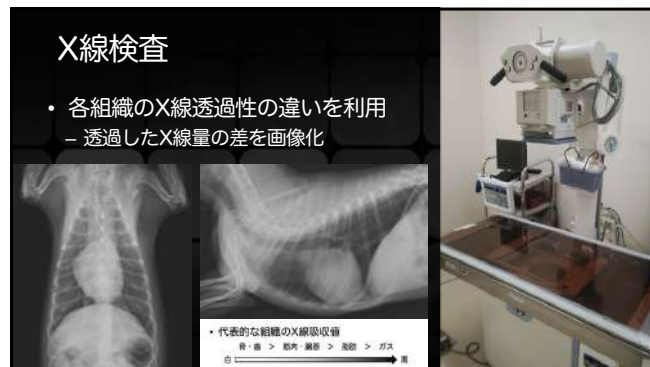 X線検査
• 各組織のX線透過性の違いを利用
– 透過したX線量の差を画像化
• 代表的な組織のX線吸収値
骨・歯 > 筋肉・臓器 > 脂肪 > ガス
白 黒